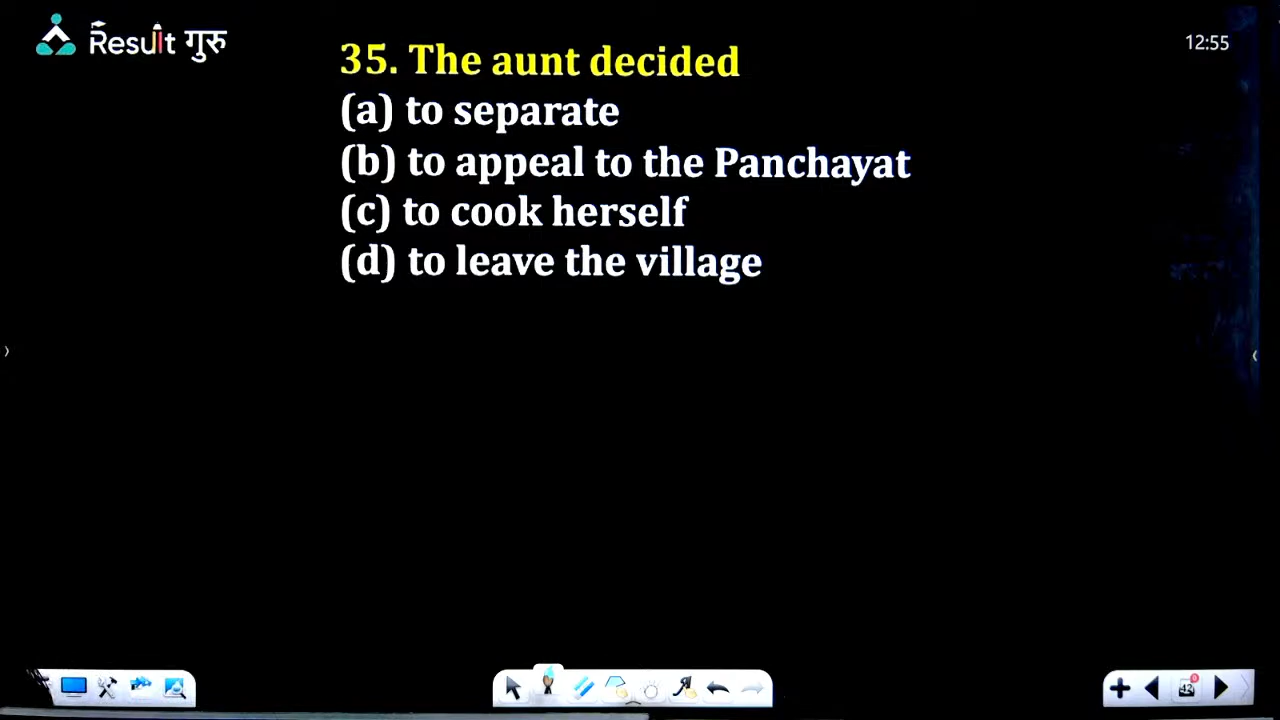 Result गुरु
12:55
35. The aunt decided
(a) to separate
(b) to appeal to the Panchayat
(c) to cook herself
(d) to leave the village